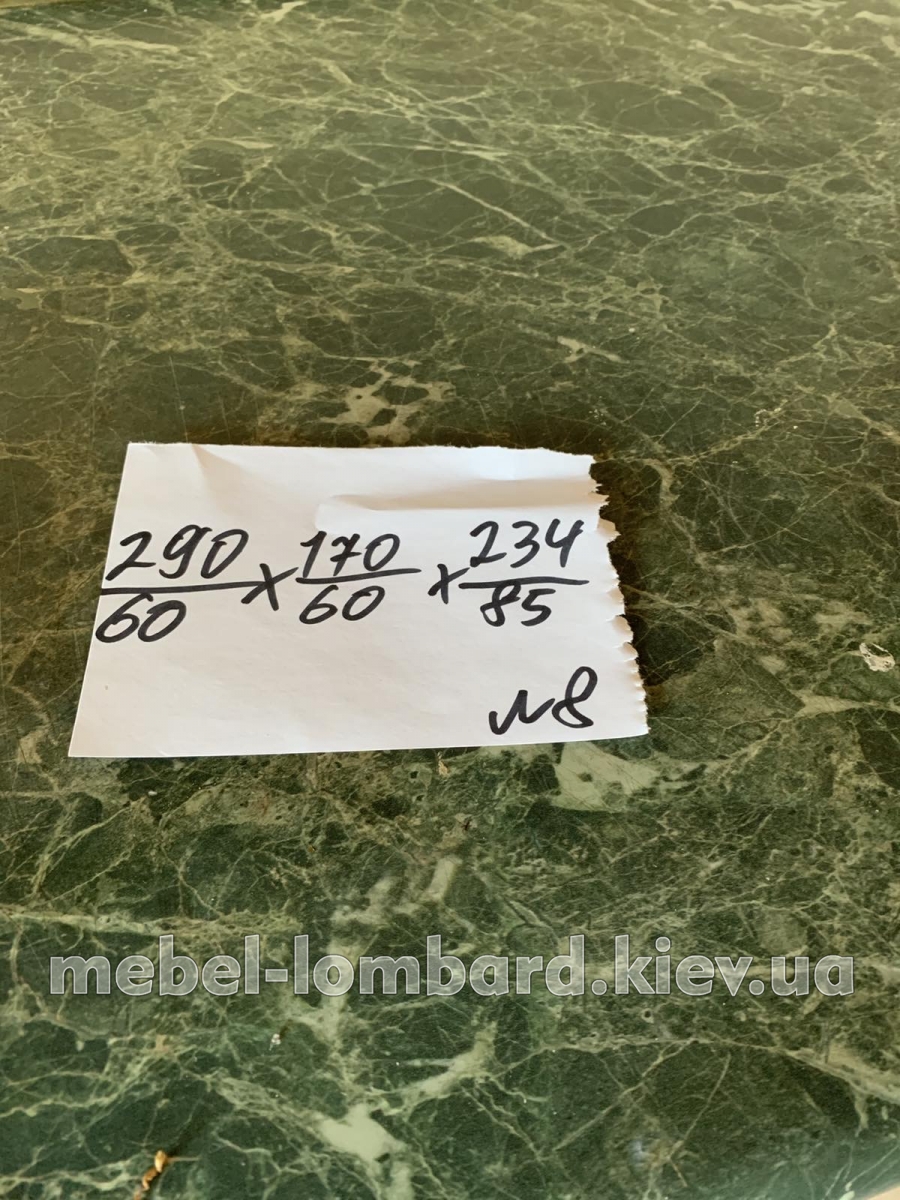 290/60 x 170/60 x 234/85
№8
mebel-lombard.kiev.ua